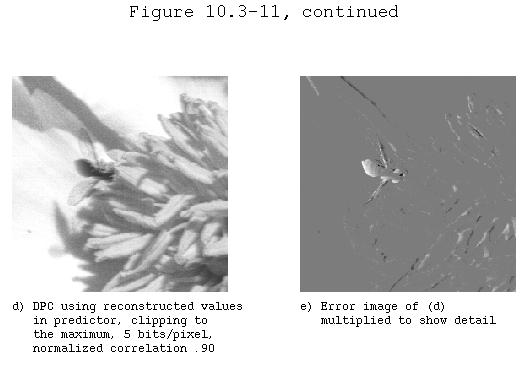 Figure 10.3-11, continued
d) DPC using reconstructed values
in predictor, clipping to
the maximum, 5 bits/pixel,
normalized correlation .90
e) Error image of (d)
multiplied to show detail